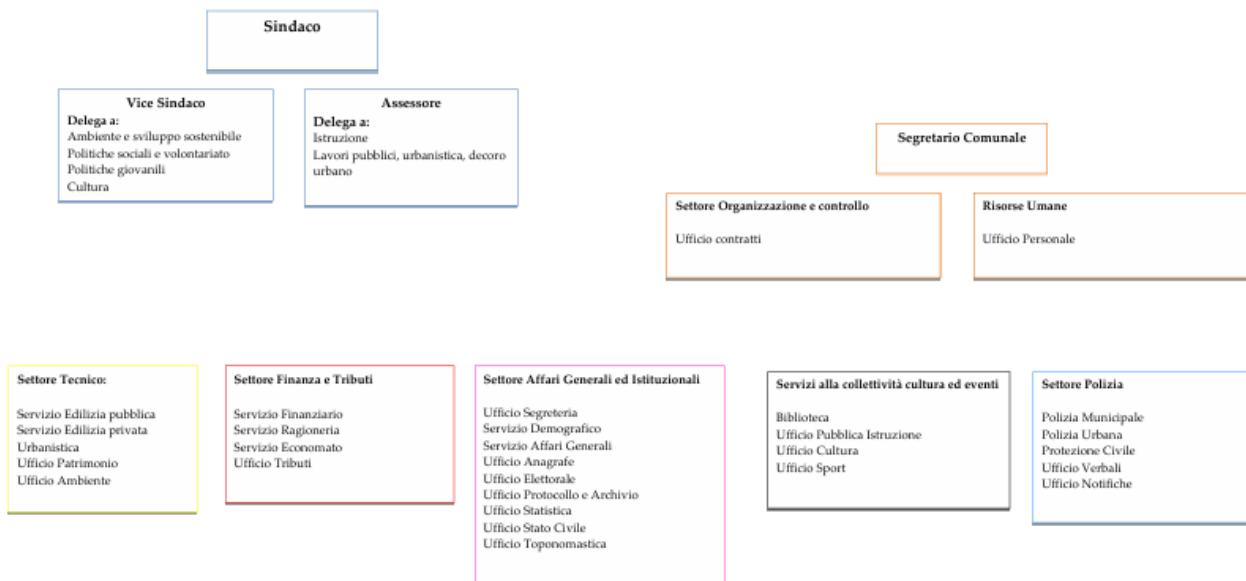 Sindaco
Vice Sindaco
Delega a:
Ambiente e sviluppo sostenibile
Politiche sociali e volontariato
Politiche giovanili
Cultura
Assessore
Delega a:
Istruzione
Lavori pubblici, urbanistica, decoro
urbano
Segretario Comunale
Settore Organizzazione e controllo
Ufficio contratti
Risorse Umane
Ufficio Personale
Settore Tecnico:
Servizio Edilizia pubblica
Servizio Edilizia privata
Urbanistica
Ufficio Patrimonio
Ufficio Ambiente
Settore Finanza e Tributi
Servizio Finanziario
Servizio Ragioneria
Servizio Economato
Ufficio Tributi
Settore Affari Generali ed Istituzionali
Ufficio Segreteria
Servizio Demografico
Servizio Affari Generali
Ufficio Anagrafe
Ufficio Elettorale
Ufficio Protocollo e Archivio
Ufficio Statistica
Ufficio Stato Civile
Ufficio Toponomastica
Servizi alla collettività cultura ed eventi
Biblioteca
Ufficio Pubblica Istruzione
Ufficio Cultura
Ufficio Sport
Settore Polizia
Polizia Municipale
Polizia Urbana
Protezione Civile
Ufficio Verbali
Ufficio Notifiche